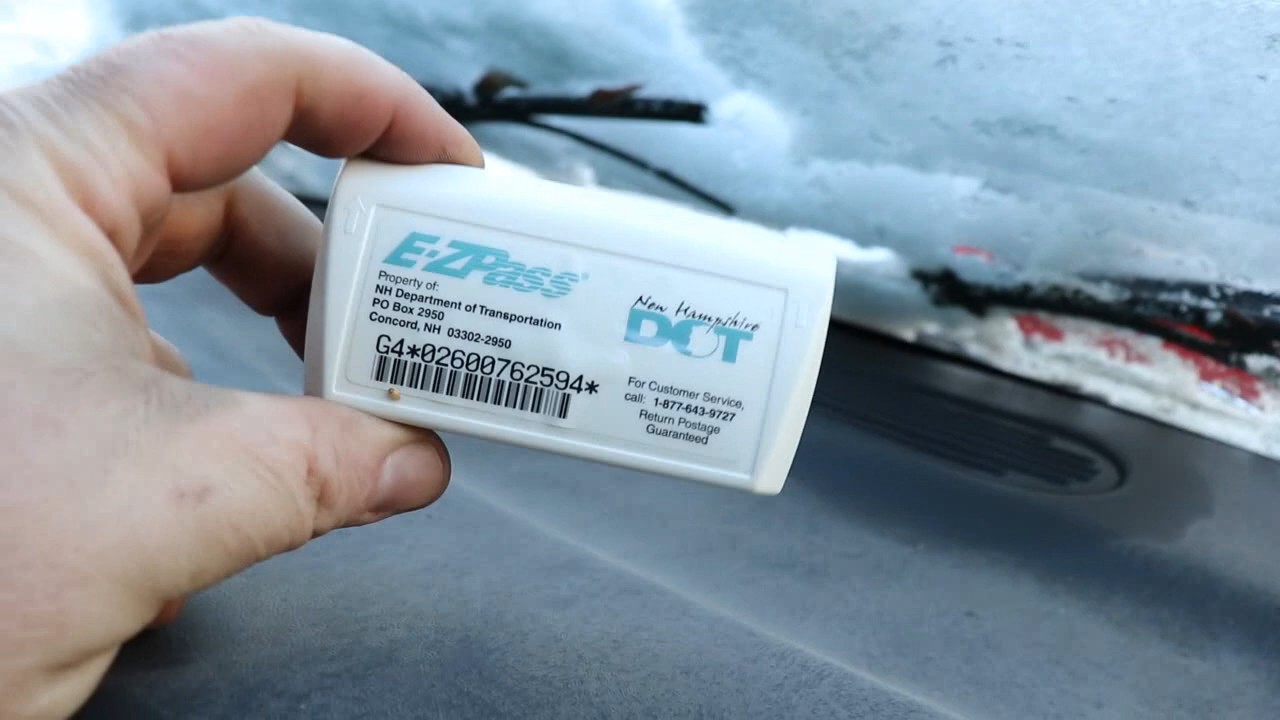 E-ZPass®
Property of:
NH Department of Transportation
PO Box 2950
Concord, NH 03302-2950
G4*02600762594*
New Hampshire
DOT
For Customer Service,
call: 1-877-643-9727
Return Postage
Guaranteed